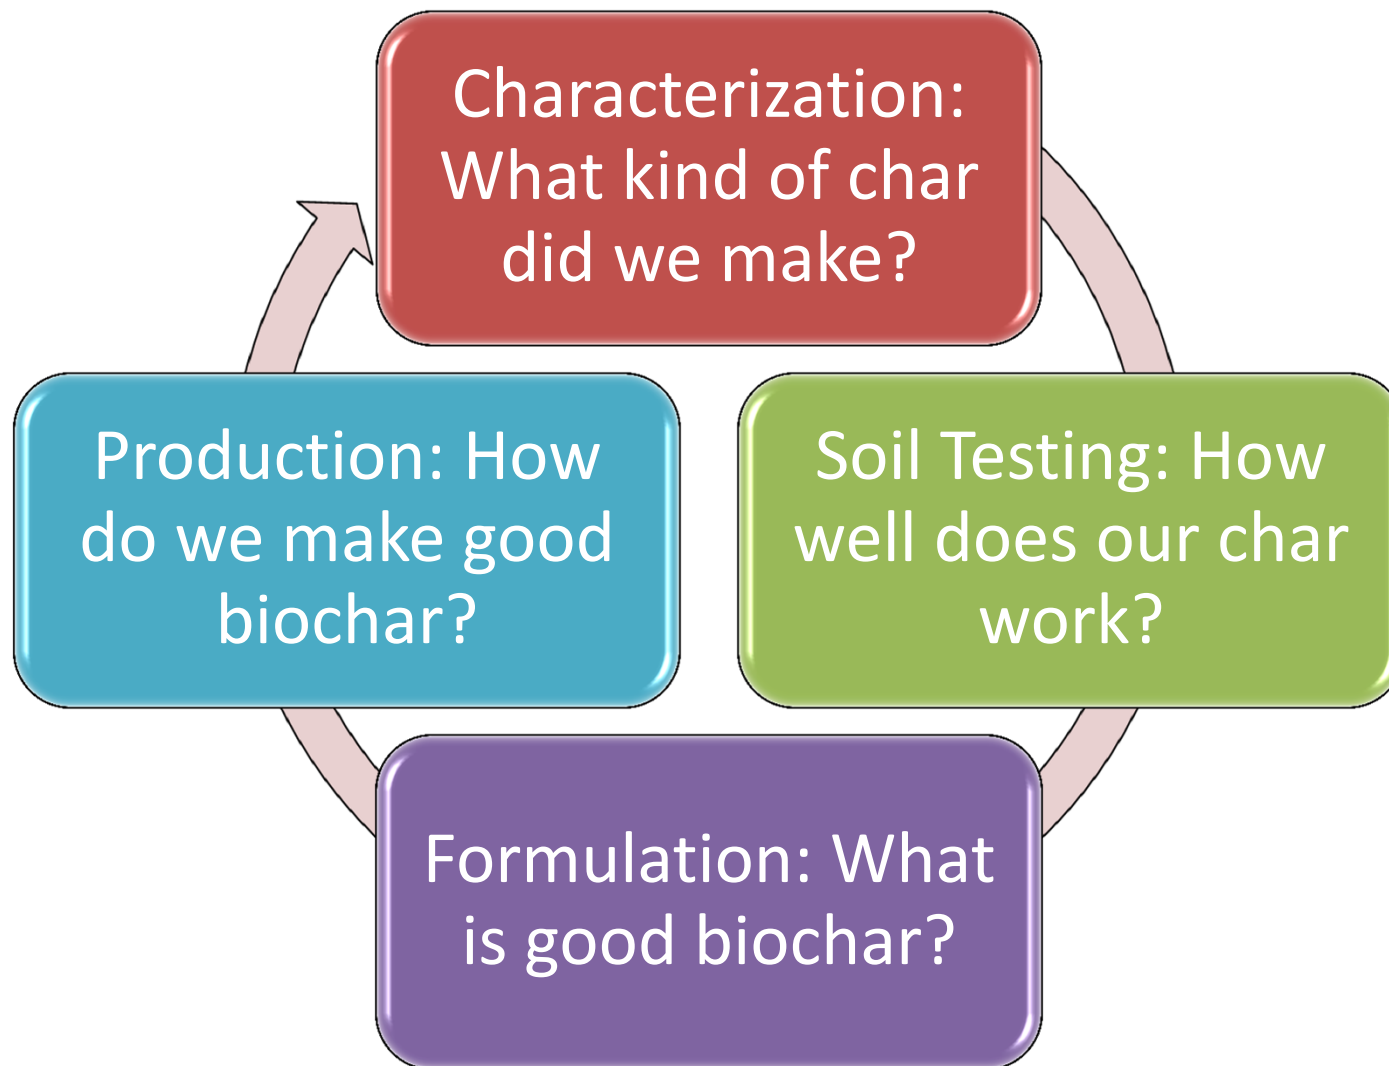 Characterization:
What kind of char
did we make?
Production: How
do we make good
biochar?
Soil Testing: How
well does our char
work?
Formulation: What
is good biochar?